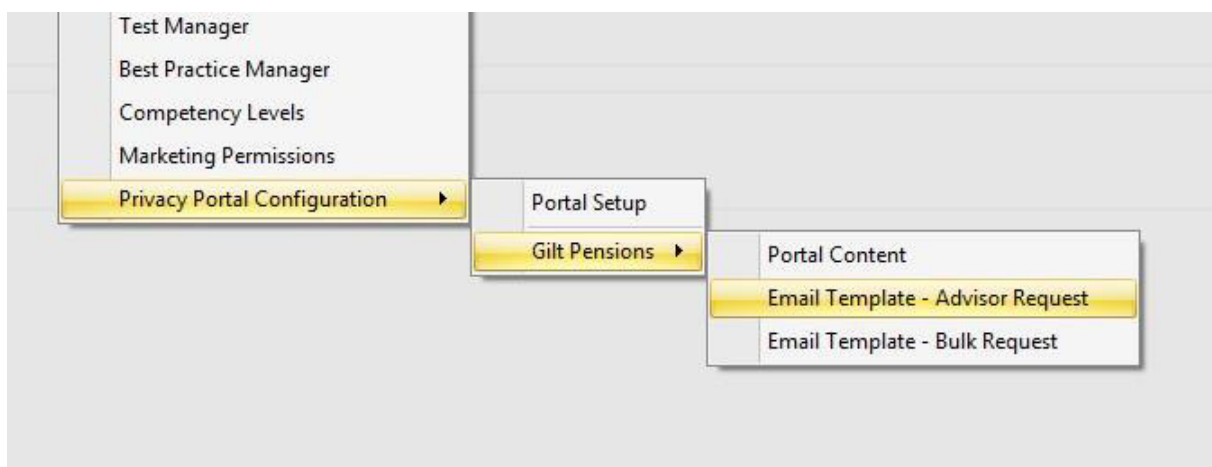 Test Manager
Best Practice Manager
Competency Levels
Marketing Permissions
Privacy Portal Configuration
Portal Setup
Gilt Pensions
Portal Content
Email Template - Advisor Request
Email Template - Bulk Request